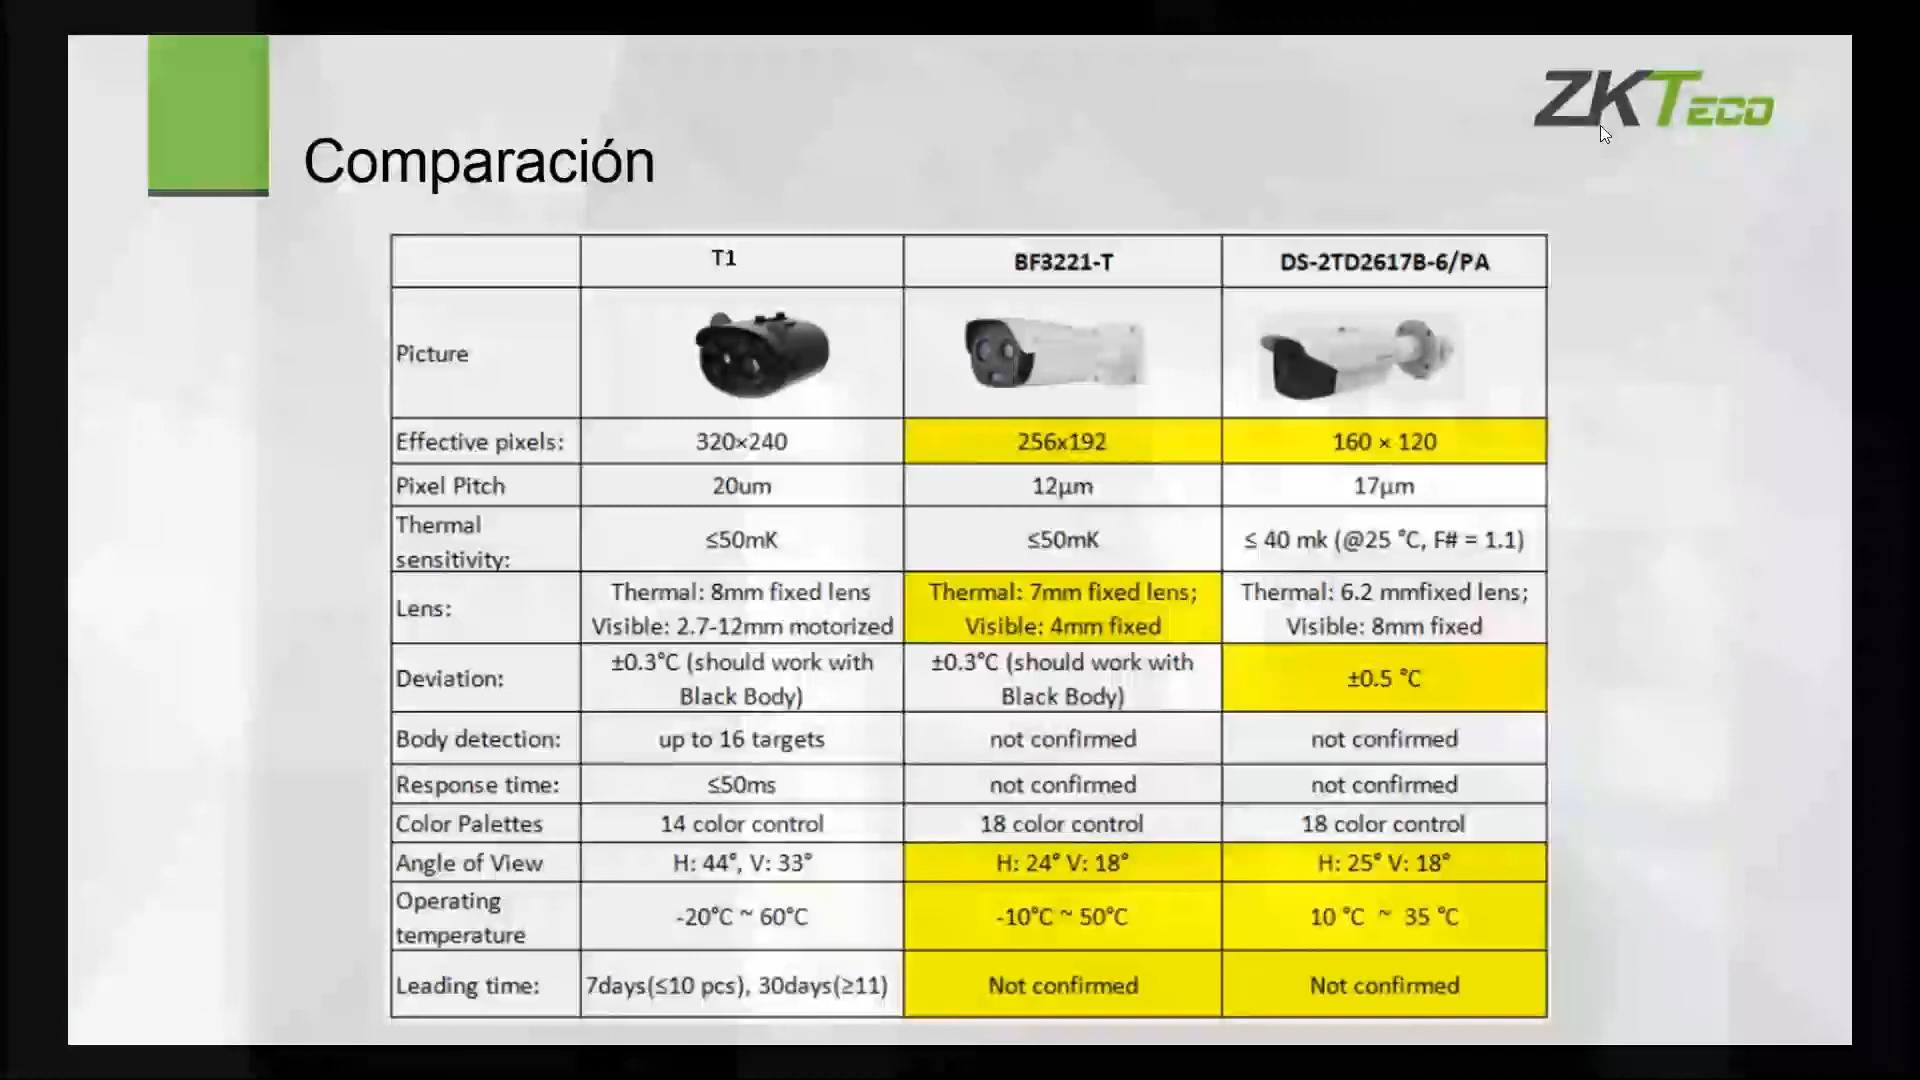 ZKTeco
Comparación
T1 BF3221-T DS-2TD2617B-6/PA
Picture
Effective pixels: 320×240 256x192 160 × 120
Pixel Pitch 20um 12μm 17μm
Thermal sensitivity: ≤50mK ≤50mK ≤ 40 mk (@25 °C, F# = 1.1)
Lens: Thermal: 8mm fixed lens Visible: 2.7-12mm motorized Thermal: 7mm fixed lens; Visible: 4mm fixed Thermal: 6.2 mmfixed lens; Visible: 8mm fixed
Deviation: ±0.3°C (should work with Black Body) ±0.3°C (should work with Black Body) ±0.5 °C
Body detection: up to 16 targets not confirmed not confirmed
Response time: ≤50ms not confirmed not confirmed
Color Palettes 14 color control 18 color control 18 color control
Angle of View H: 44°, V: 33° H: 24° V: 18° H: 25° V: 18°
Operating temperature -20°C ~ 60°C -10°C ~ 50°C 10 °C ~ 35 °C
Leading time: 7days(≤10 pcs), 30days(≥11) Not confirmed Not confirmed